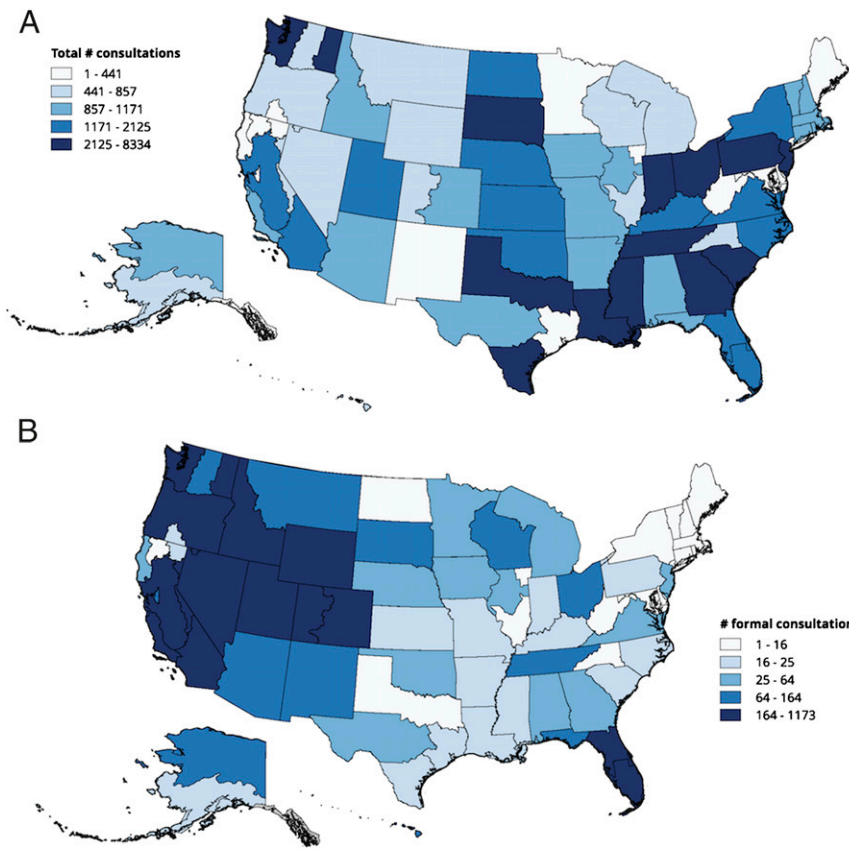 A
Total # consultations
1 - 441
441 - 857
857 - 1171
1171 - 2125
2125 - 8334
B
# formal consultation
1 - 16
16 - 25
25 - 64
64 - 164
164 - 1173